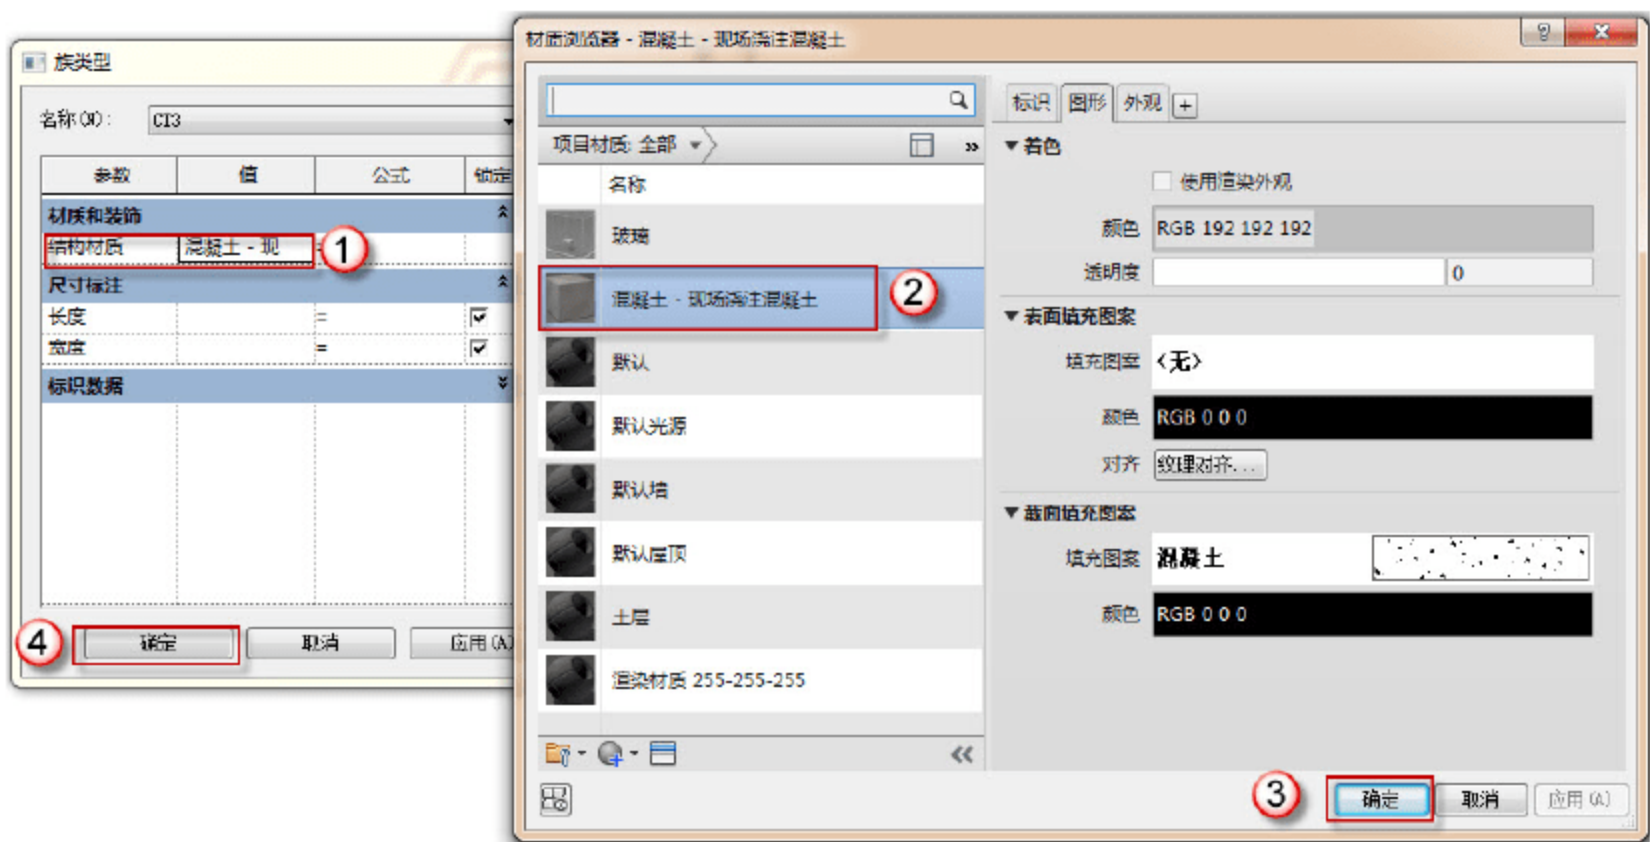 族类型
名称(N):
CT3
参数
值
公式
锁定
材质和装饰
结构材质
混凝土 - 现
=
①
尺寸标注
长度
=
宽度
=
标识数据
④
确定
取消
应用(A)
材质浏览器 - 混凝土 - 现场浇注混凝土
项目材质: 全部
»
名称
玻璃
混凝土 - 现场浇注混凝土
②
默认
默认光源
默认墙
默认屋顶
土层
渲染材质 255-255-255
标识
图形
外观
+
着色
使用渲染外观
颜色
RGB 192 192 192
透明度
0
表面填充图案
填充图案
<无>
颜色
RGB 0 0 0
对齐
纹理对齐...
截面填充图案
填充图案
混凝土
颜色
RGB 0 0 0
③
确定
取消
应用(A)